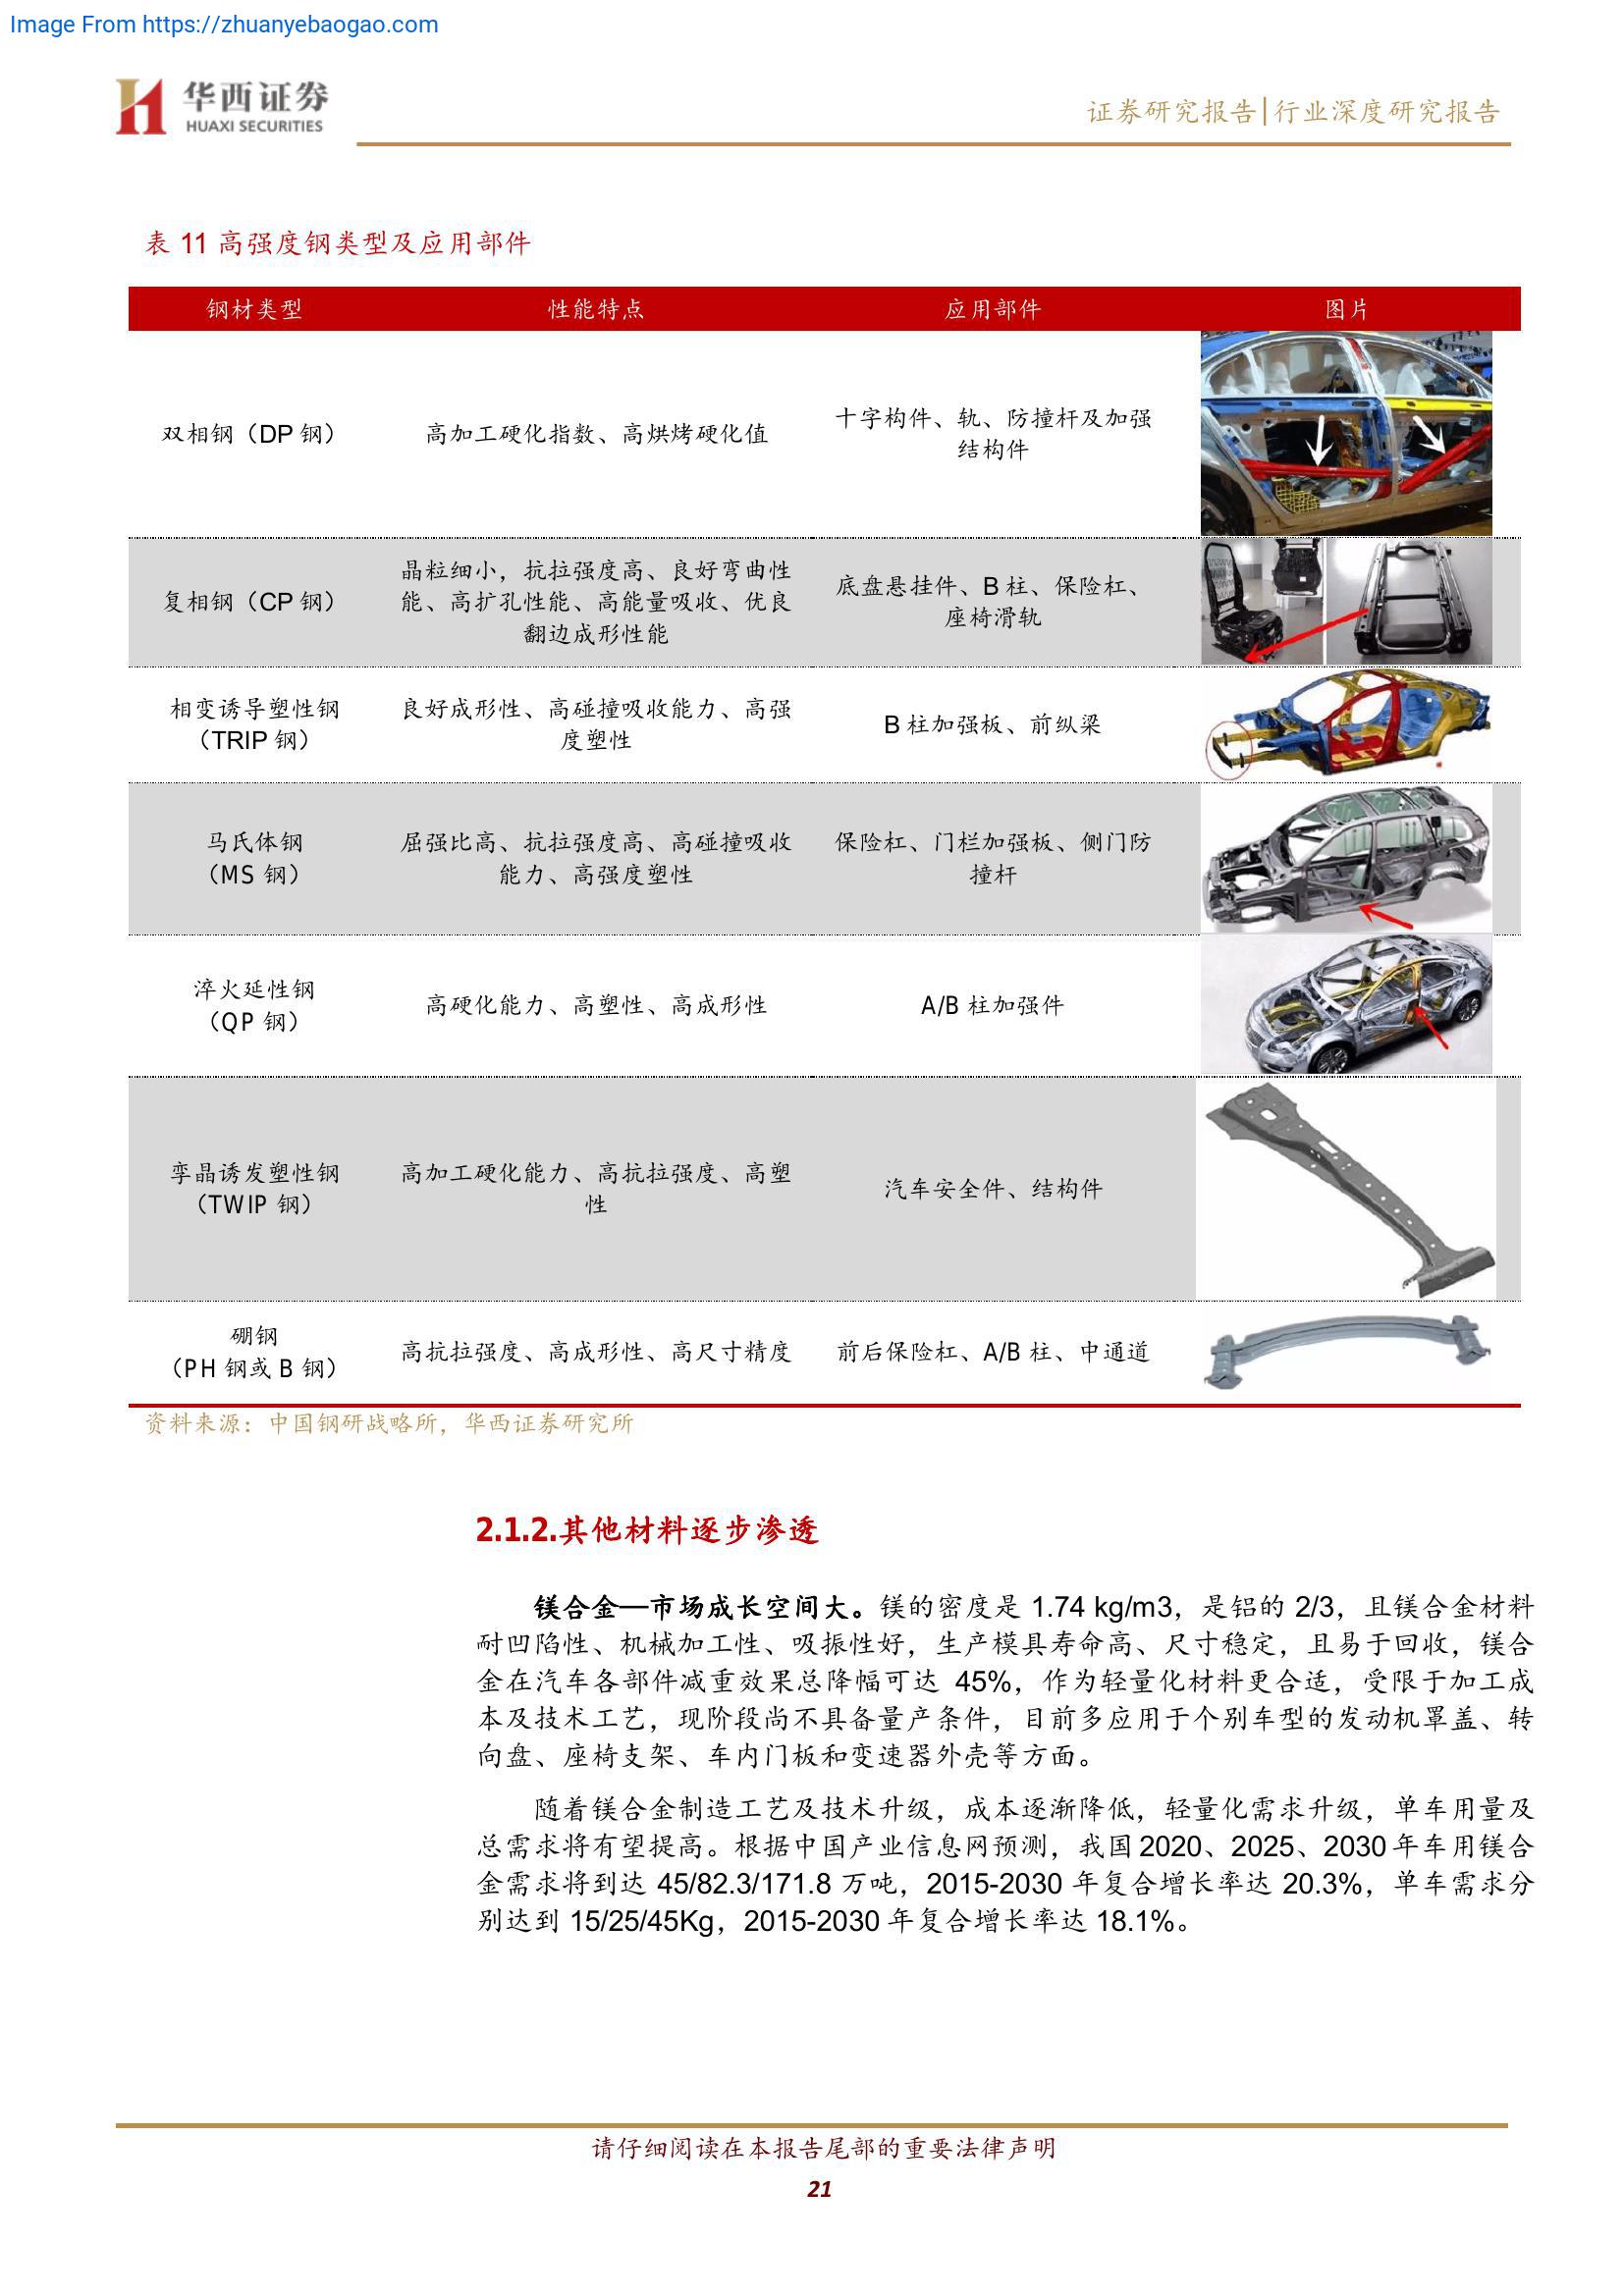 Image From https://zhuanyebaogao.com
华西证券
HUAXI SECURITIES
证券研究报告|行业深度研究报告
表 11 高强度钢类型及应用部件
钢材类型 性能特点 应用部件 图片
双相钢（DP 钢） 高加工硬化指数、高烘烤硬化值 十字构件、轨、防撞杆及加强
结构件
复相钢（CP 钢） 晶粒细小，抗拉强度高、良好弯曲性
能、高扩孔性能、高能量吸收、优良
翻边成形性能
底盘悬挂件、B 柱、保险杠、
座椅滑轨
相变诱导塑性钢
（TRIP 钢）
良好成形性、高碰撞吸收能力、高强
度塑性
B 柱加强板、前纵梁
马氏体钢
（MS 钢）
屈强比高、抗拉强度高、高碰撞吸收
能力、高强度塑性
保险杠、门栏加强板、侧门防
撞杆
淬火延性钢
（QP 钢）
高硬化能力、高塑性、高成形性
A/B 柱加强件
孪晶诱发塑性钢
（TWIP 钢）
高加工硬化能力、高抗拉强度、高塑
性
汽车安全件、结构件
硼钢
（PH 钢或 B 钢）
高抗拉强度、高成形性、高尺寸精度
前后保险杠、A/B 柱、中通道
资料来源：中国钢研战略所，华西证券研究所
2.1.2.其他材料逐步渗透
镁合金—市场成长空间大。镁的密度是 1.74 kg/m3，是铝的 2/3，且镁合金材料
耐凹陷性、机械加工性、吸振性好，生产模具寿命高、尺寸稳定，且易于回收，镁合
金在汽车各部件减重效果总降幅可达 45%，作为轻量化材料更合适，受限于加工成
本及技术工艺，现阶段尚不具备量产条件，目前多应用于个别车型的发动机罩盖、转
向盘、座椅支架、车内门板和变速器外壳等方面。
随着镁合金制造工艺及技术升级，成本逐渐降低，轻量化需求升级，单车用量及
总需求将有望提高。根据中国产业信息网预测，我国 2020、2025、2030 年车用镁合
金需求将到达 45/82.3/171.8 万吨，2015-2030 年复合增长率达 20.3%，单车需求分
别达到 15/25/45Kg，2015-2030 年复合增长率达 18.1%。
请仔细阅读在本报告尾部的重要法律声明
21